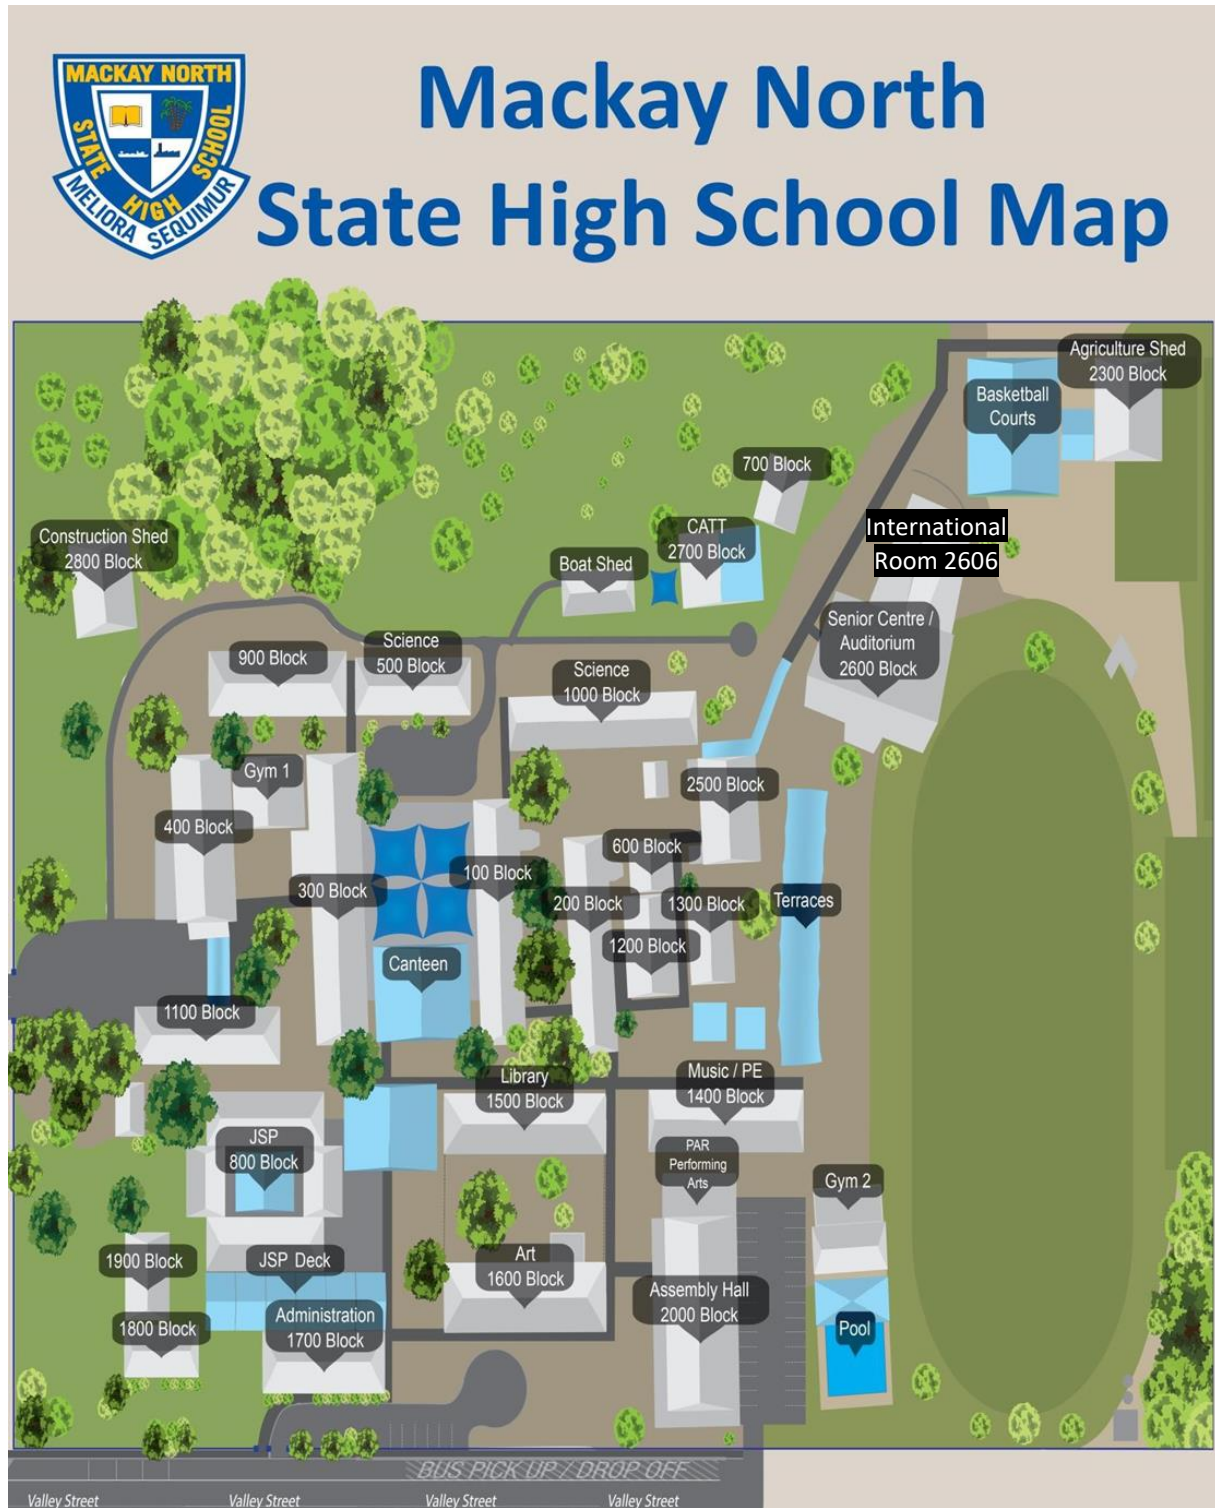 MACKAY NORTH
STATE
HIGH
SCHOOL
MELIORA SEQUIMUR
Mackay North
State High School Map
Agriculture Shed
2300 Block
Basketball
Courts
700 Block
International
Room 2606
CATT
2700 Block
Construction Shed
2800 Block
Boat Shed
Senior Centre /
Auditorium
2600 Block
900 Block
Science
500 Block
Science
1000 Block
Gym 1
2500 Block
400 Block
600 Block
300 Block
100 Block
200 Block
1300 Block
Terraces
1200 Block
Canteen
1100 Block
Library
1500 Block
Music / PE
1400 Block
JSP
800 Block
PAR
Performing
Arts
Gym 2
1900 Block
JSP Deck
Art
1600 Block
Assembly Hall
2000 Block
Administration
1700 Block
1800 Block
Pool
BUS PICK UP / DROP OFF
Valley Street
Valley Street
Valley Street
Valley Street